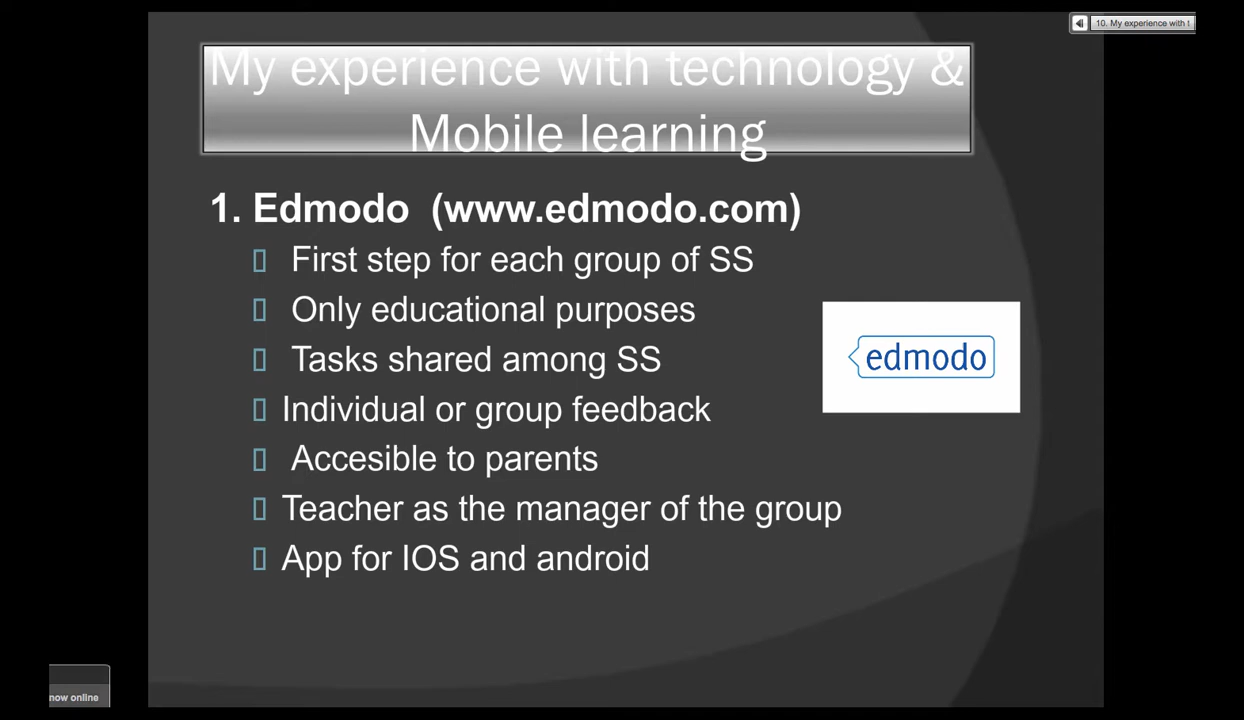 10. My experience with t
My experience with technology &
Mobile learning
1. Edmodo (www.edmodo.com)
First step for each group of SS
Only educational purposes
Tasks shared among SS
edmodo
Individual or group feedback
Accesible to parents
Teacher as the manager of the group
App for IOS and android
now online